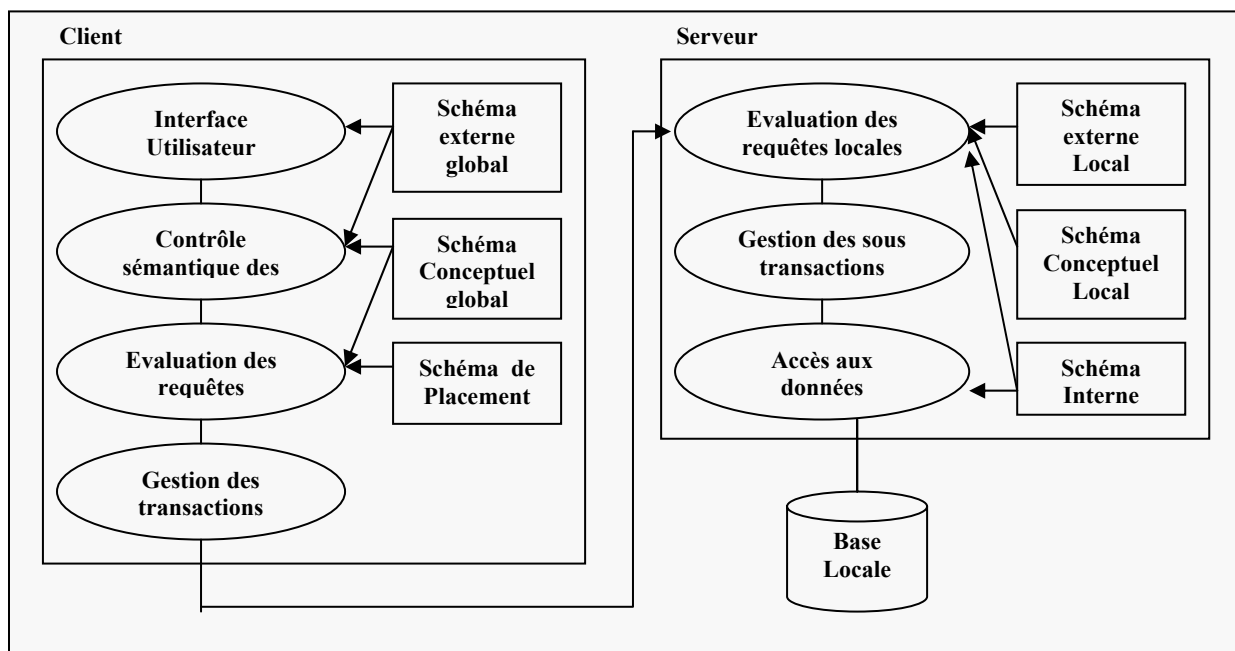 Client
Interface
Utilisateur
Schéma
externe
global
Contrôle
sémantique des
Schéma
Conceptuel
global
Evaluation des
requêtes
Schéma de
Placement
Gestion des
transactions
Serveur
Evaluation des
requêtes locales
Schéma
externe
Local
Gestion des sous
transactions
Schéma
Conceptuel
Local
Accès aux
données
Schéma
Interne
Base
Locale